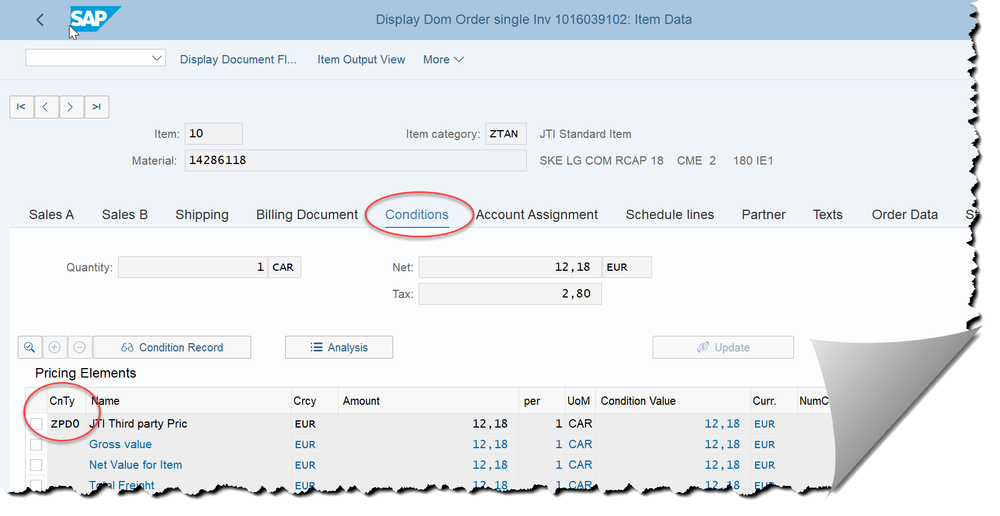 SAP
Display Dom Order single Inv 1016039102: Item Data
Display Document Fl... Item Output View More
Item: 10 Item category: ZTAN JTI Standard Item
Material: 14286118 SKE LG COM RCAP 18 CME 2 180 IE1
Sales A Sales B Shipping Billing Document Conditions Account Assignment Schedule lines Partner Texts Order Data St
Quantity: 1 CAR Net: 12,18 EUR
Tax: 2,80
Condition Record Analysis Update
Pricing Elements
CnTy Name Crcy Amount per UoM Condition Value Curr. NumC
ZPD0 JTI Third party Pric EUR 12,18 1 CAR 12,18 EUR
Gross value EUR 12,18 1 CAR 12,18 EUR
Net Value for Item EUR 12,18 1 CAR 12,18 EUR
Total Freight EUR 12,18 1 CAR 12,18 EUR